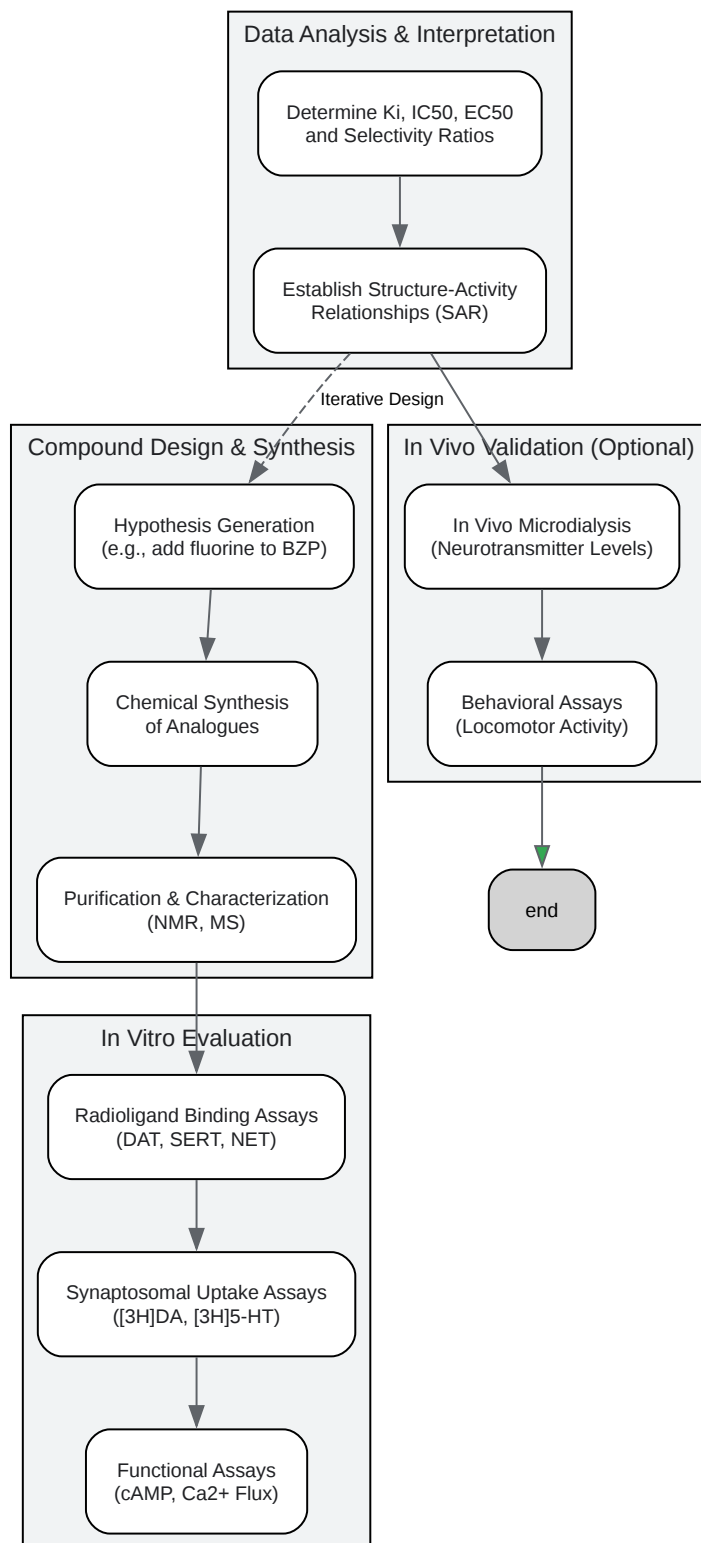 Data Analysis & Interpretation
Determine Ki, IC50, EC50
and Selectivity Ratios
Establish Structure-Activity
Relationships (SAR)
Iterative Design
Compound Design & Synthesis
Hypothesis Generation
(e.g., add fluorine to BZP)
Chemical Synthesis
of Analogues
Purification & Characterization
(NMR, MS)
In Vivo Validation (Optional)
In Vivo Microdialysis
(Neurotransmitter Levels)
Behavioral Assays
(Locomotor Activity)
end
In Vitro Evaluation
Radioligand Binding Assays
(DAT, SERT, NET)
Synaptosomal Uptake Assays
([3H]DA, [3H]5-HT)
Functional Assays
(cAMP, Ca2+ Flux)